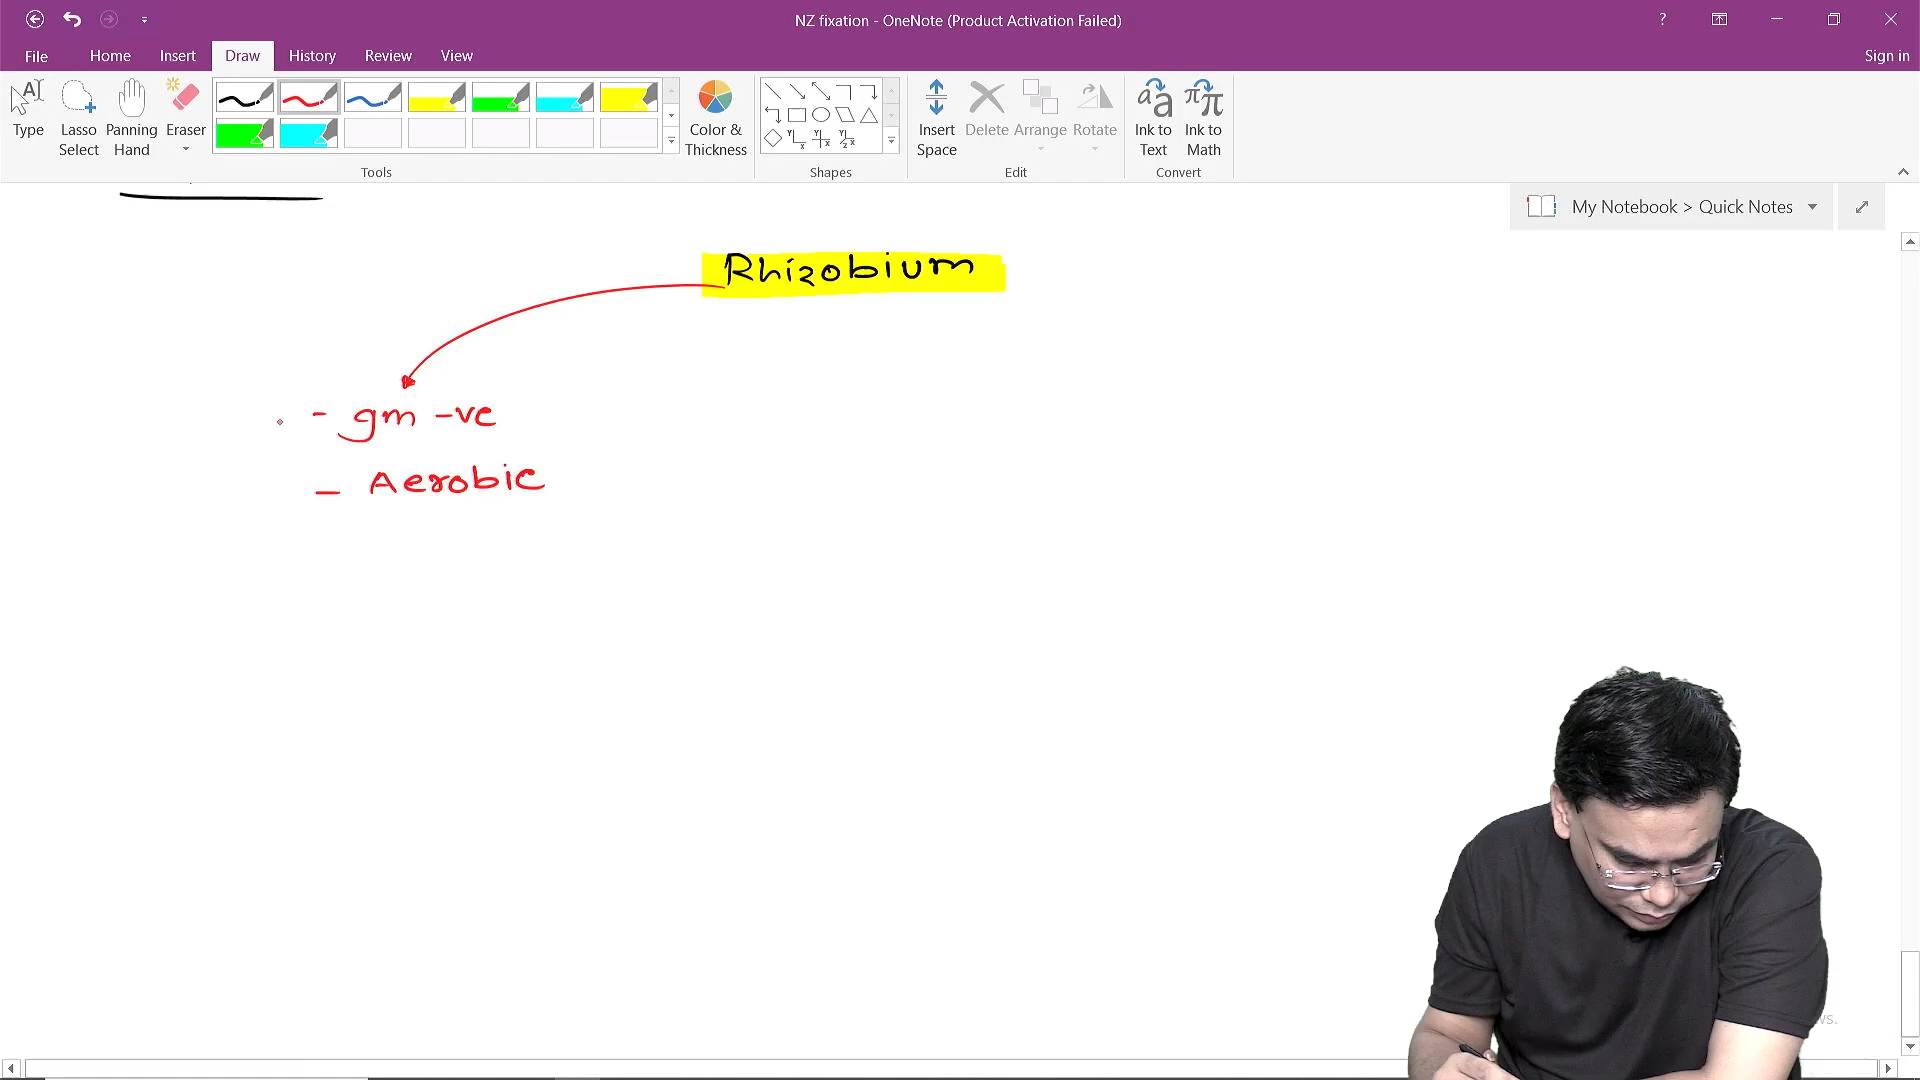 NZ fixation - OneNote (Product Activation Failed)
?
File Home Insert Draw History Review View
Sign in
Type
Lasso Select
Panning Hand
Eraser
Color & Thickness
Insert Space
Delete
Arrange
Rotate
Ink to Text
Ink to Math
Tools
Shapes
Edit
Convert
My Notebook > Quick Notes
Rhizobium
- gm -ve
- Aerobic
ws.